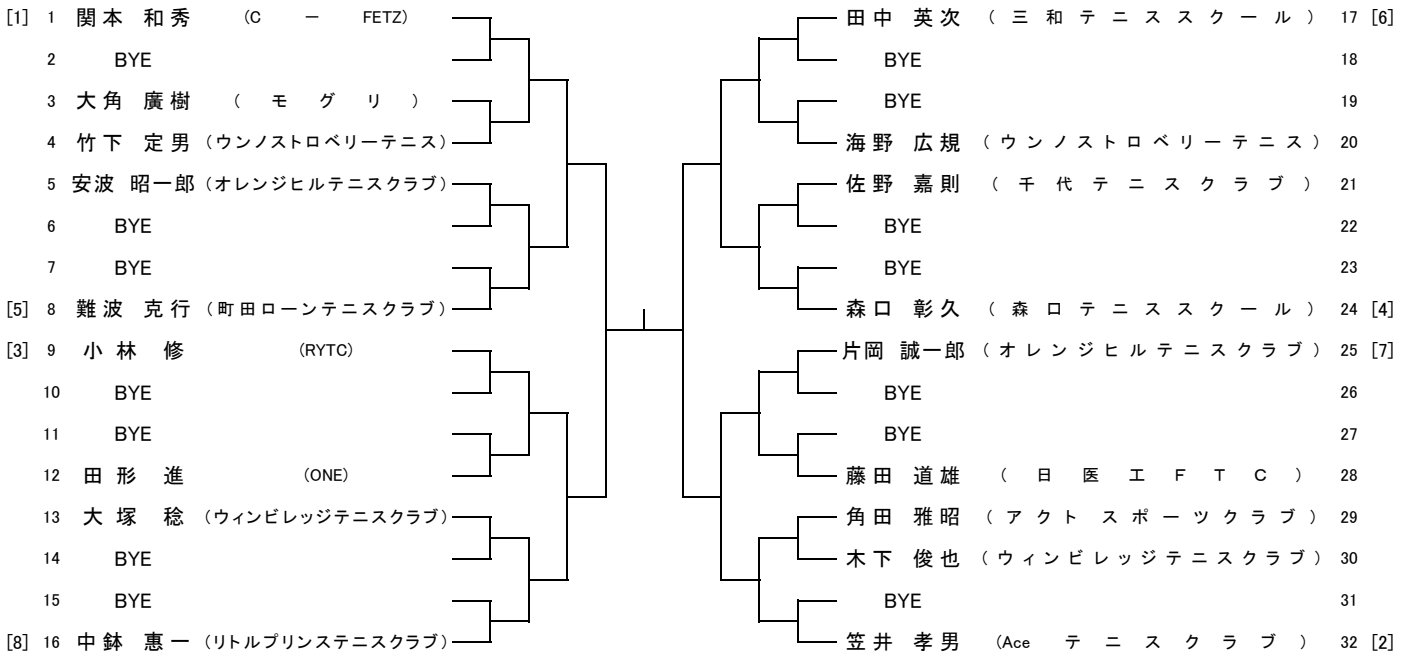 [1] 1 関本 和秀 (C ー FETZ)
2 BYE
3 大角 廣樹 (モグリ)
4 竹下 定男 (ウンノストロベリーテニス)
5 安波 昭一郎 (オレンジヒルテニスクラブ)
6 BYE
7 BYE
[5] 8 難波 克行 (町田ローンテニスクラブ)
[3] 9 小林 修 (RYTC)
10 BYE
11 BYE
12 田形 進 (ONE)
13 大塚 稔 (ウィンビレッジテニスクラブ)
14 BYE
15 BYE
[8] 16 中鉢 惠一 (リトルプリンステニスクラブ)
田中 英次 (三和テニススクール) 17 [6]
BYE 18
BYE 19
海野 広規 (ウンノストロベリーテニス) 20
佐野 嘉則 (千代テニスクラブ) 21
BYE 22
BYE 23
森口 彰久 (森口テニススクール) 24 [4]
片岡 誠一郎 (オレンジヒルテニスクラブ) 25 [7]
BYE 26
BYE 27
藤田 道雄 (日医工FTC) 28
角田 雅昭 (アクト スポーツクラブ) 29
木下 俊也 (ウィンビレッジテニスクラブ) 30
BYE 31
笠井 孝男 (Ace テニスクラブ) 32 [2]